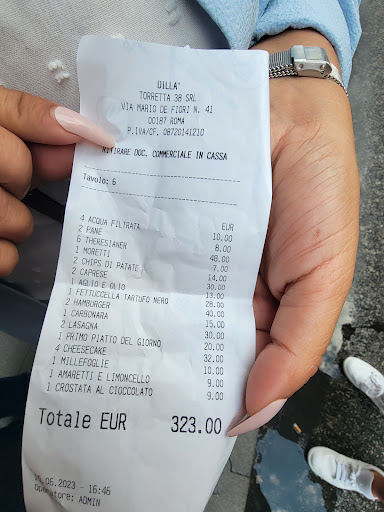 DILLA'
TORRETTA 38 SRL
VIA MARIO DE FIORI N. 41
00187 ROMA
P.IVA/CF. 08720141210
RITIRARE DOC. COMMERCIALE IN CASSA
Tavolo: 6
EUR
4 ACQUA FILTRATA 10.00
2 PANE 8.00
6 THERESIANER 48.00
1 MORETTI 7.00
2 CHIPS DI PATATE 14.00
2 CAPRESE 30.00
1 AGLIO E OLIO 13.00
1 FETTUCCELLA TARTUFO NERO 28.00
2 HAMBURGER 40.00
1 CARBONARA 15.00
2 LASAGNA 30.00
1 PRIMO PIATTO DEL GIORNO 20.00
4 CHEESECAKE 32.00
1 MILLEFOGLIE 10.00
1 AMARETTI E LIMONCELLO 9.00
1 CROSTATA AL CIOCCOLATO 9.00
Totale EUR 323.00
- 16:46
Operatore: ADMIN